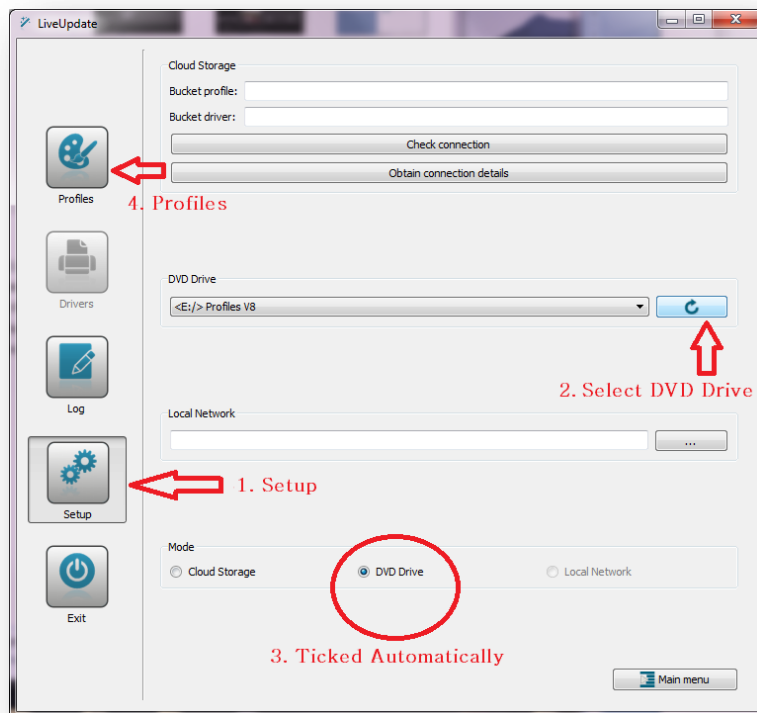 LiveUpdate
Cloud Storage
Bucket profile:
Bucket driver:
Check connection
Obtain connection details
Profiles
4. Profiles
DVD Drive
<E:/> Profiles V8
Drivers
2. Select DVD Drive
Log
Local Network
...
1. Setup
Setup
Mode
Cloud Storage
DVD Drive
Local Network
Exit
3. Ticked Automatically
Main menu